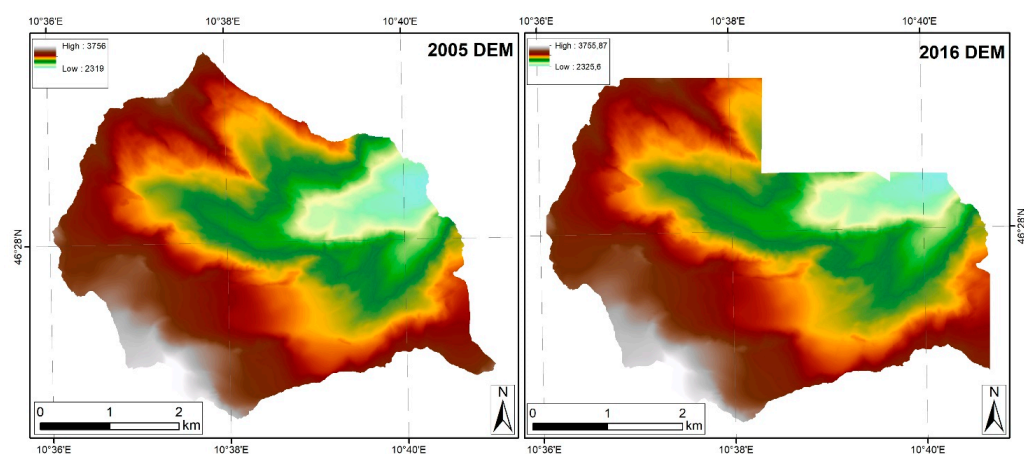 10°36'E 10°38'E 10°40'E
High : 3756
Low : 2319
2005 DEM
46°28'N
0 1 2
km
N
10°36'E 10°38'E 10°40'E
10°36'E 10°38'E 10°40'E
High : 3755,87
Low : 2325,6
2016 DEM
46°28'N
0 1 2
km
N
10°36'E 10°38'E 10°40'E